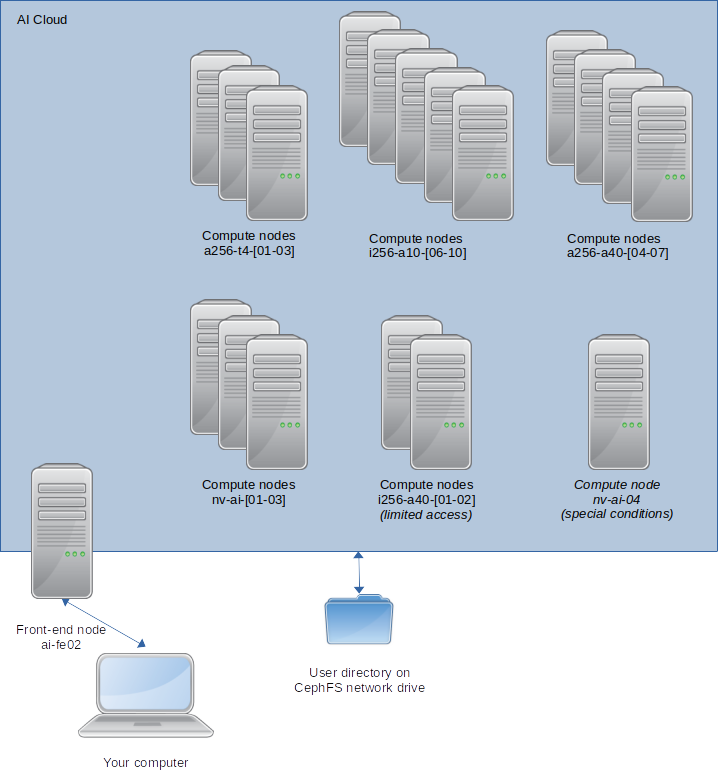 AI Cloud
Compute nodes
a256-t4-[01-03]
Compute nodes
i256-a10-[06-10]
Compute nodes
a256-a40-[04-07]
Compute nodes
nv-ai-[01-03]
Compute nodes
i256-a40-[01-02]
(limited access)
Compute node
nv-ai-04
(special conditions)
Front-end node
ai-fe02
User directory on
CephFS network drive
Your computer